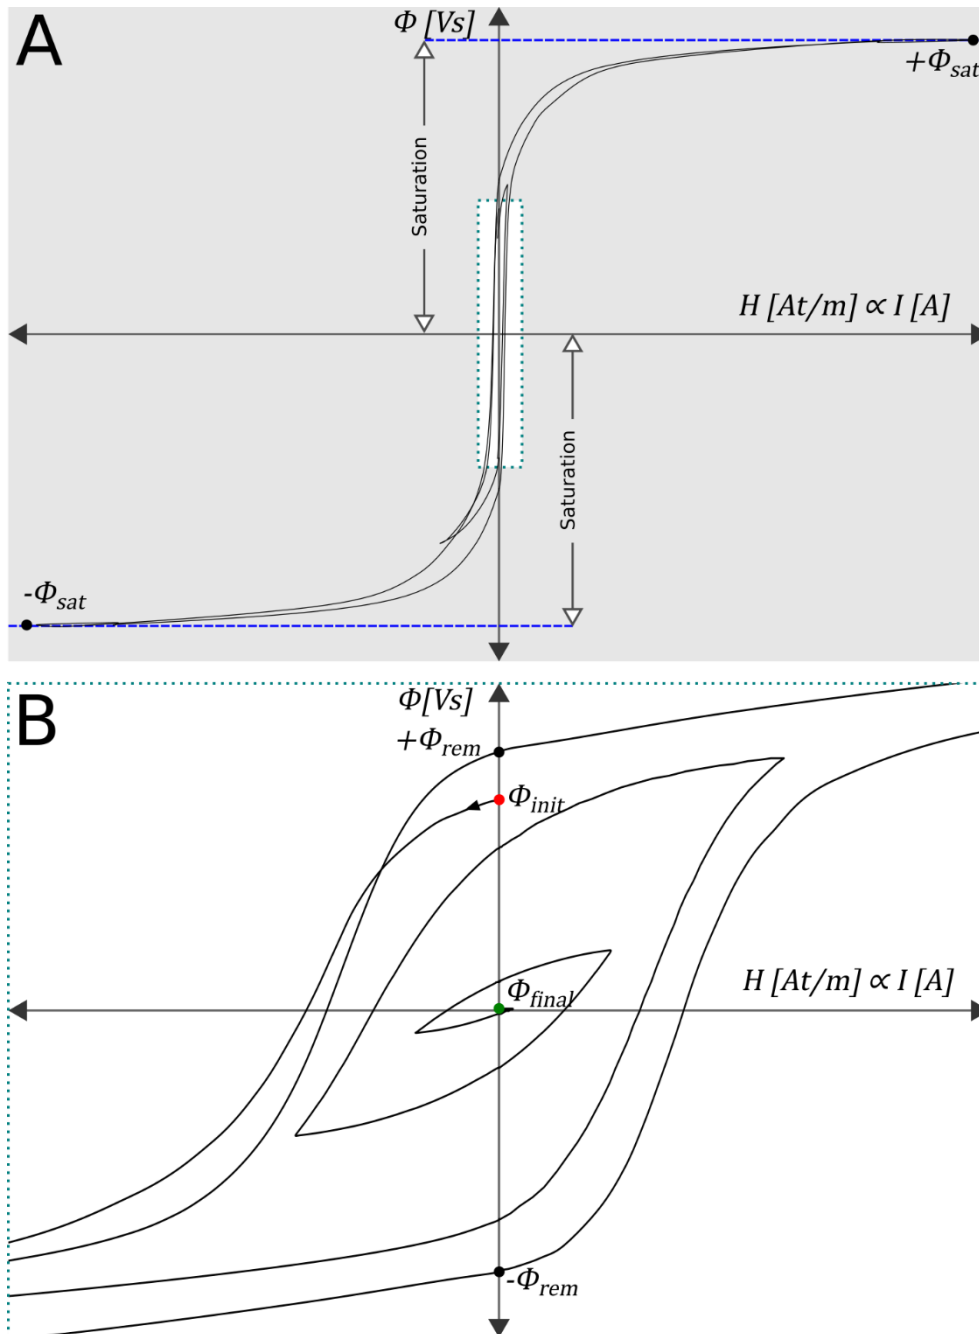 A
Φ [Vs]
+Φsat
Saturation
H [At/m] ∝ I [A]
Saturation
-Φsat
B
Φ[Vs]
+Φrem
Φinit
H [At/m] ∝ I [A]
Φfinal
-Φrem